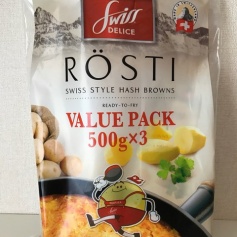 Swiss
DELICE
RÖSTI
SWISS STYLE HASH BROWNS
READY-TO-FRY
VALUE PACK
500g×3